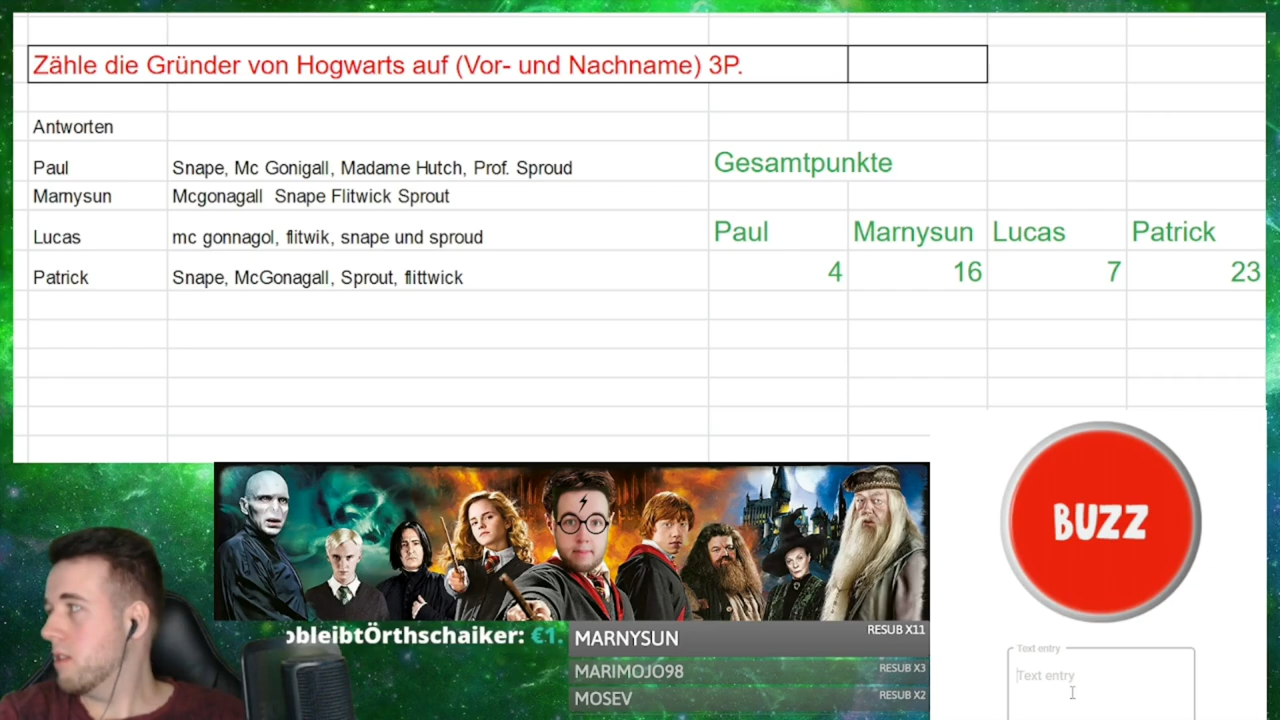 Zähle die Gründer von Hogwarts auf (Vor- und Nachname) 3P.
Antworten
Paul Snape, Mc Gonigall, Madame Hutch, Prof. Sproud
Marnysun Mcgonagall Snape Flitwick Sprout
Lucas mc gonnagol, flitwik, snape und sproud
Patrick Snape, McGonagall, Sprout, flittwick
Gesamtpunkte
Paul Marnysun Lucas Patrick
4 16 7 23
BUZZ
Text entry
Text entry
obleibtÖrthschaiker: €1.
MARNYSUN RESUB X11
MARIMOJO98 RESUB X3
MOSEV RESUB X2